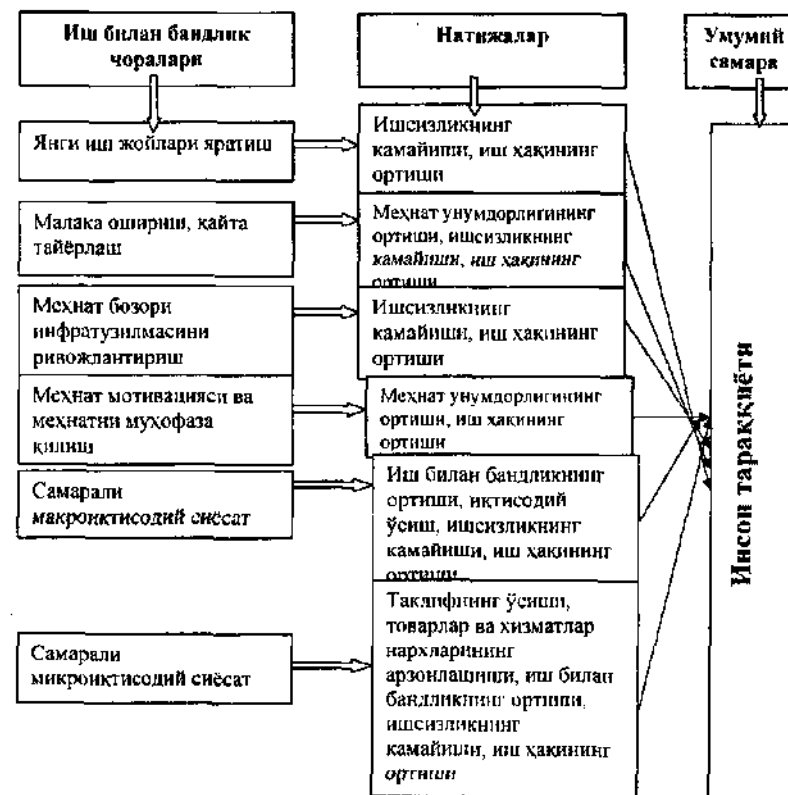 Иш билан бандлик
чоралари
Натижалар
Умумий
самара
Янги иш жойлари яратиш
Ишсизликнинг
камайиши, иш ҳақининг
ортиши
Малака ошириш, қайта
тайёрлаш
Меҳнат унумдорлигининг
ортиши, ишсизликнинг
камайиши, иш ҳақининг
ортиши
Меҳнат бозори
инфратузилмасини
ривожлантириш
Ишсизликнинг
камайиши, иш ҳақининг
ортиши
Меҳнат мотивацияси ва
меҳнатни муҳофаза
қилиш
Меҳнат унумдорлигининг
ортиши, иш ҳақининг
ортиши
Самарали
макроиқтисодий сиёсат
Иш билан бандликнинг
ортиши, иқтисодий
ўсиш, ишсизликнинг
камайиши, иш ҳақининг
ортиши
Самарали
микроиқтисодий сиёсат
Таклифнинг ўсиши,
товарлар ва хизматлар
нархларининг
арзонлашиши, иш билан
бандликнинг ортиши,
ишсизликнинг
камайиши, иш ҳақининг
ортиши
Инсон тараққиёти